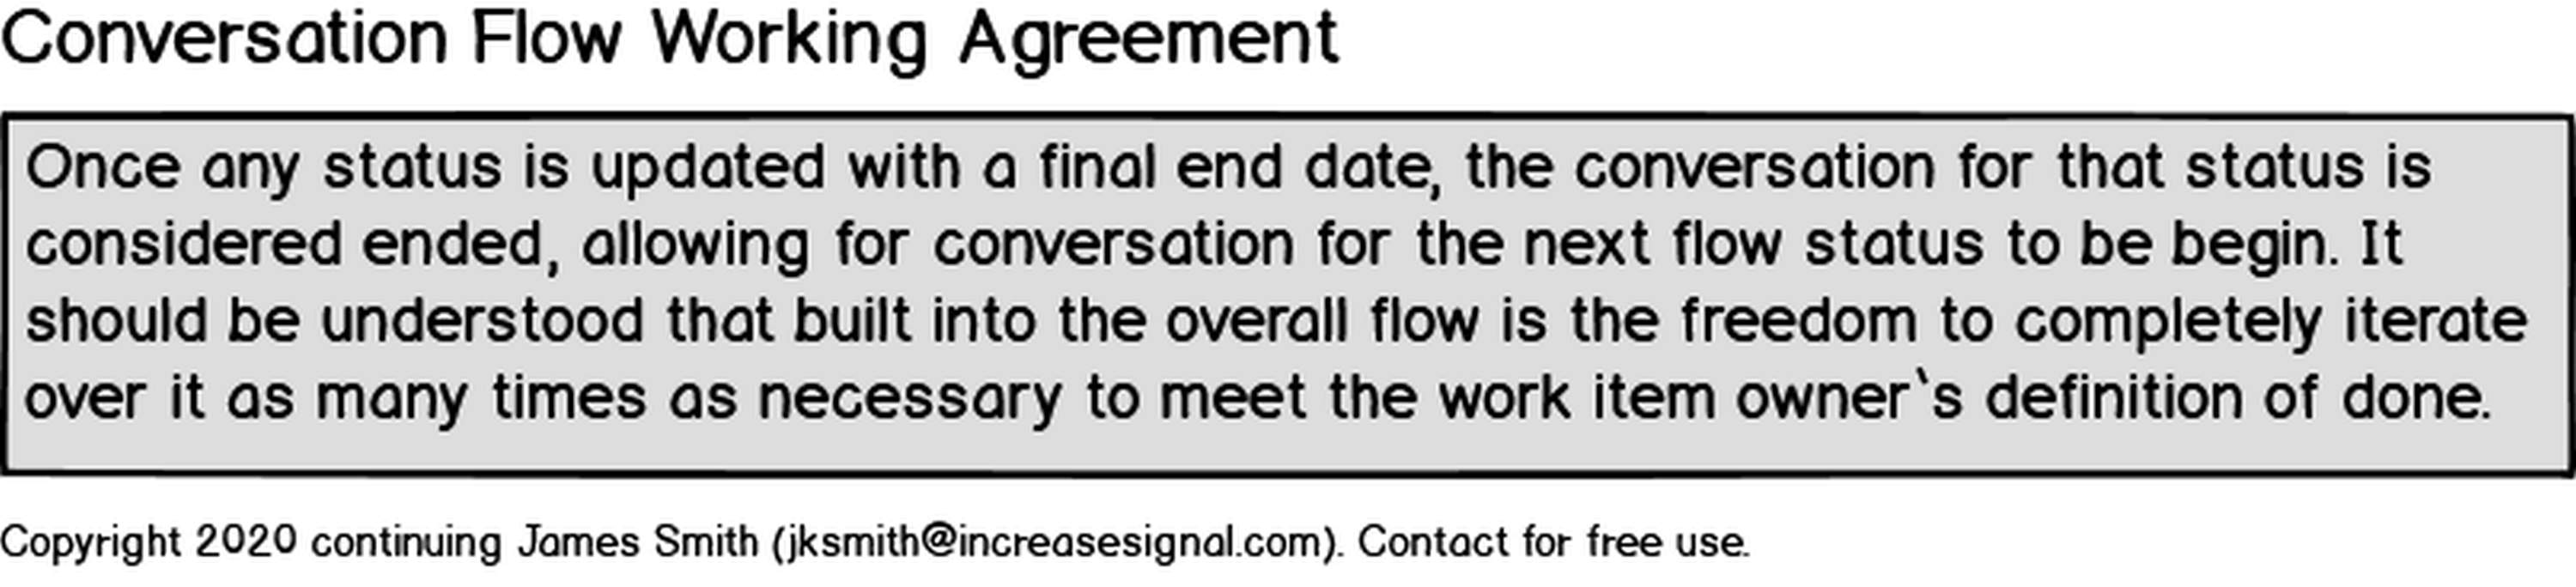 Conversation Flow Working Agreement
Once any status is updated with a final end date, the conversation for that status is
considered ended, allowing for conversation for the next flow status to be begin. It
should be understood that built into the overall flow is the freedom to completely iterate
over it as many times as necessary to meet the work item owner`s definition of done.
Copyright 2020 continuing James Smith (jksmith@increasesignal.com). Contact for free use.